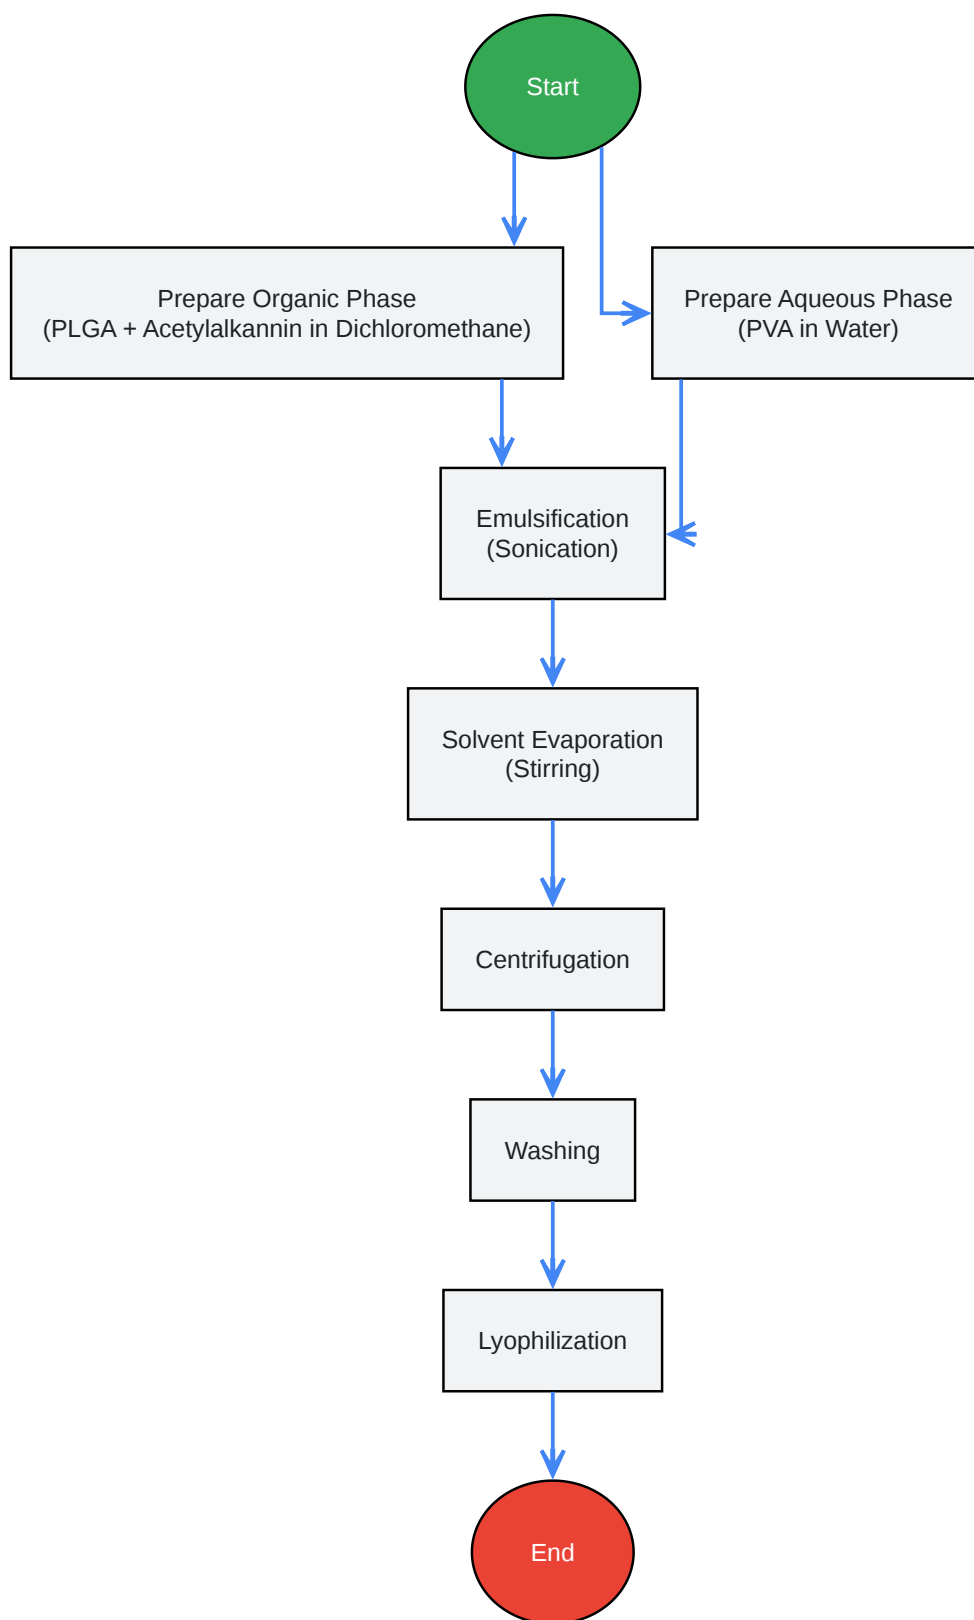 Start
Prepare Organic Phase
(PLGA + Acetylalkannin in Dichloromethane)
Prepare Aqueous Phase
(PVA in Water)
Emulsification
(Sonication)
Solvent Evaporation
(Stirring)
Centrifugation
Washing
Lyophilization
End